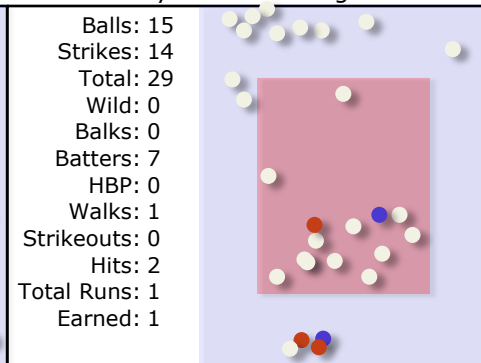 Balls: 15
Strikes: 14
Total: 29
Wild: 0
Balks: 0
Batters: 7
HBP: 0
Walks: 1
Strikeouts: 0
Hits: 2
Total Runs: 1
Earned: 1